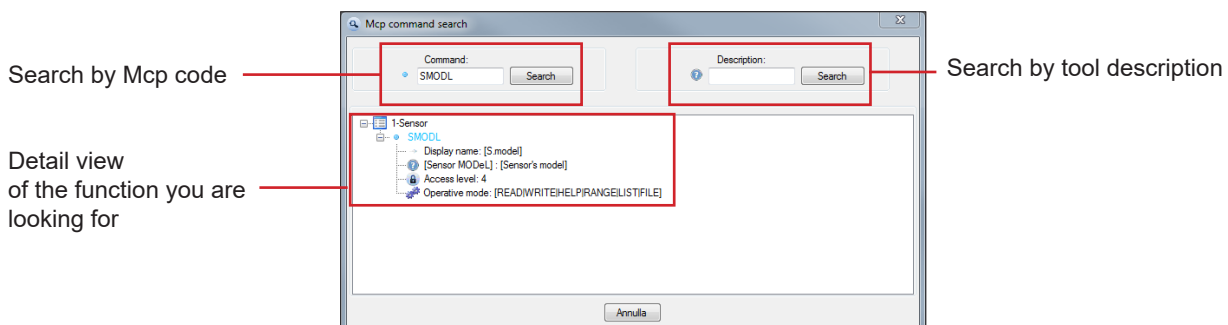 Mcp command search
Search by Mcp code
Command:
SMODL
Search
Description:
Search
Search by tool description
Detail view
of the function you are
looking for
1-Sensor
SMODL
Display name: [S.model]
[Sensor MODeL] : [Sensor's model]
Access level: 4
Operative mode: [READ|WRITE|HELP|RANGE|LIST|FILE]
Annulla